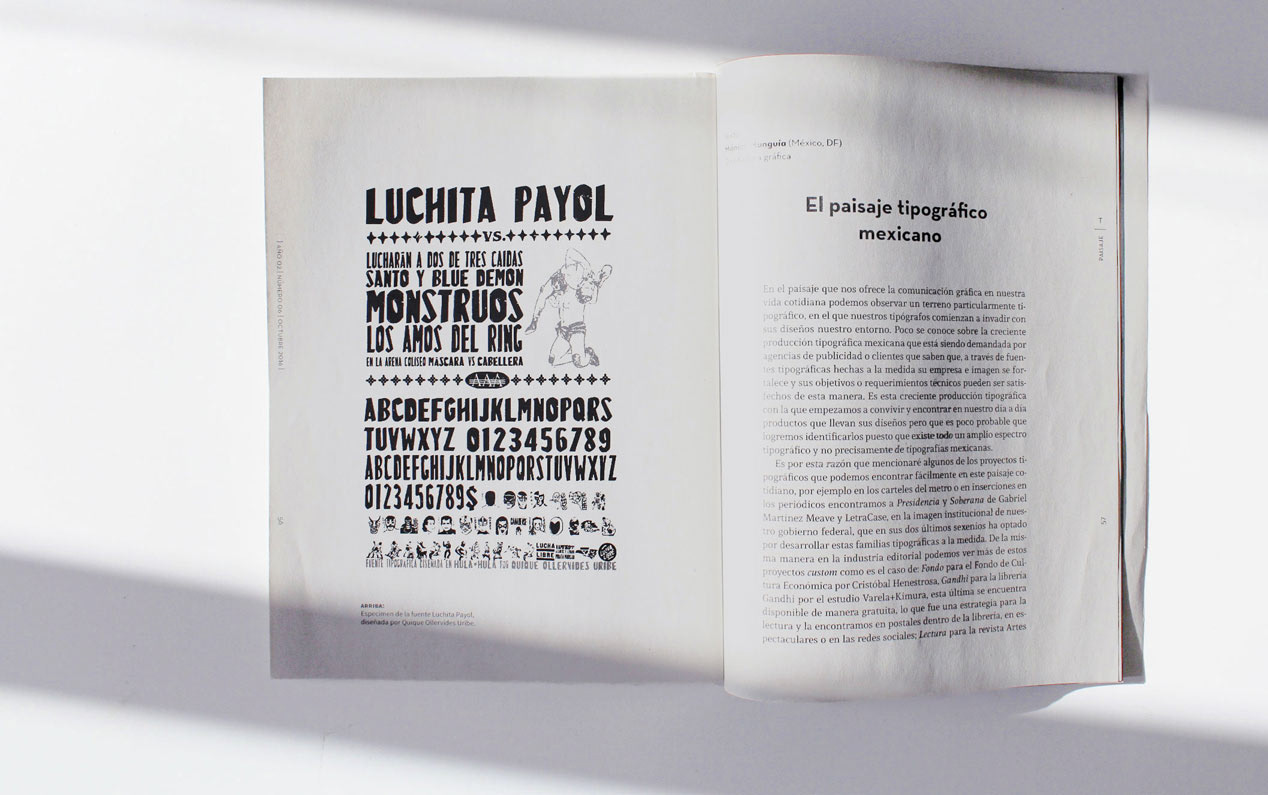 | AÑO 02 | NÚMERO 06 | OCTUBRE 2016 |
56
LUCHITA PAYOL
VS.
LUCHARÁN A DOS DE TRES CAIDAS
SANTO Y BLUE DEMON
MONSTRUOS
LOS AMOS DEL RING
EN LA ARENA COLISEO MÁSCARA VS CABELLERA
AAA
ABCDEFGHIJKLMNOPQRS
TUVWXYZ 0123456789
ABCDEFGHIJKLMNOPQRSTUVWXYZ
0123456789$
LUCHA
LIBRE
FUENTE TIPOGRAFICA DISEÑADA EN HULA+HULA POR QUIQUE OLLERVIDES URIBE
ARRIBA:
Especimen de la fuente Luchita Payol,
diseñada por Quique Ollervides Uribe.
(México, DF)
gráfica
El paisaje tipográfico
mexicano
En el paisaje que nos ofrece la comunicación gráfica en nuestra
vida cotidiana podemos observar un terreno particularmente ti-
pográfico, en el que nuestros tipógrafos comienzan a invadir con
sus diseños nuestro entorno. Poco se conoce sobre la creciente
producción tipográfica mexicana que está siendo demandada por
agencias de publicidad o clientes que saben que, a través de fuen-
tes tipográficas hechas a la medida su empresa e imagen se for-
talece y sus objetivos o requerimientos técnicos pueden ser satis-
fechos de esta manera. Es esta creciente producción tipográfica
con la que empezamos a convivir y encontrar en nuestro día a día
productos que llevan sus diseños pero que es poco probable que
logremos identificarlos puesto que existe todo un amplio espectro
tipográfico y no precisamente de tipografías mexicanas.
Es por esta razón que mencionaré algunos de los proyectos ti-
pográficos que podemos encontrar fácilmente en este paisaje co-
tidiano, por ejemplo en los carteles del metro o en inserciones en
los periódicos encontramos a Presidencia y Soberana de Gabriel
Martínez Meave y LetraCase, en la imagen institucional de nues-
tro gobierno federal, que en sus dos últimos sexenios ha optado
por desarrollar estas familias tipográficas a la medida. De la mis-
ma manera en la industria editorial podemos ver más de estos
proyectos custom como es el caso de: Fondo para el Fondo de Cul-
tura Económica por Cristóbal Henestrosa, Gandhi para la librería
Gandhi por el estudio Varela+Kimura, esta última se encuentra
disponible de manera gratuita, lo que fue una estrategia para la
lectura y la encontramos en postales dentro de la librería, en es-
pectaculares o en las redes sociales; Lectura para la revista Artes
PAISAJE | T
57